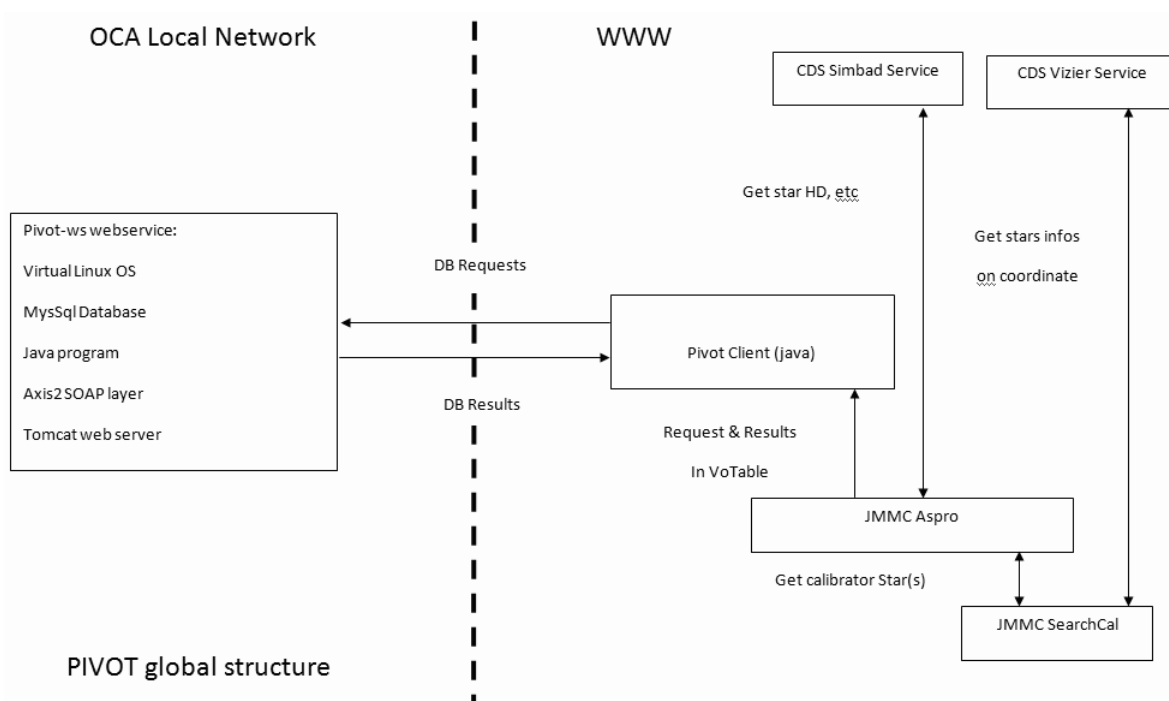 OCA Local Network
WWW
CDS Simbad Service
CDS Vizier Service
Get star HD, etc
Get stars infos
on coordinate
Pivot-ws webservice:
Virtual Linux OS
MysSql Database
Java program
Axis2 SOAP layer
Tomcat web server
DB Requests
Pivot Client (java)
DB Results
Request & Results
In VoTable
JMMC Aspro
Get calibrator Star(s)
JMMC SearchCal
PIVOT global structure